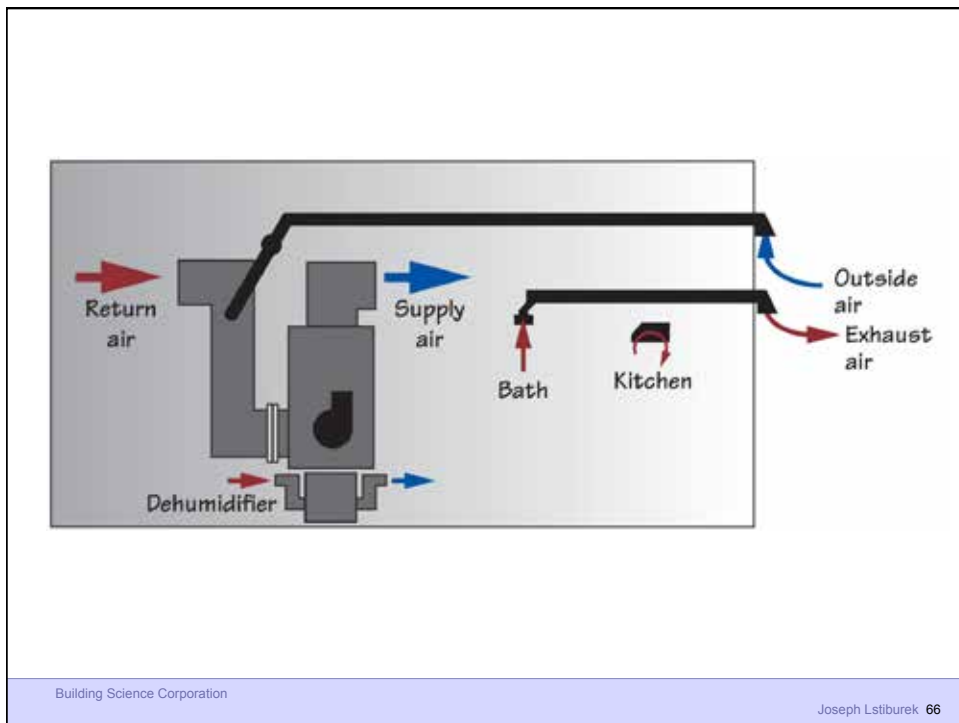 Return
air
Supply
air
Outside
air
Exhaust
air
Bath
Kitchen
Dehumidifier
Building Science Corporation
Joseph Lstiburek 66